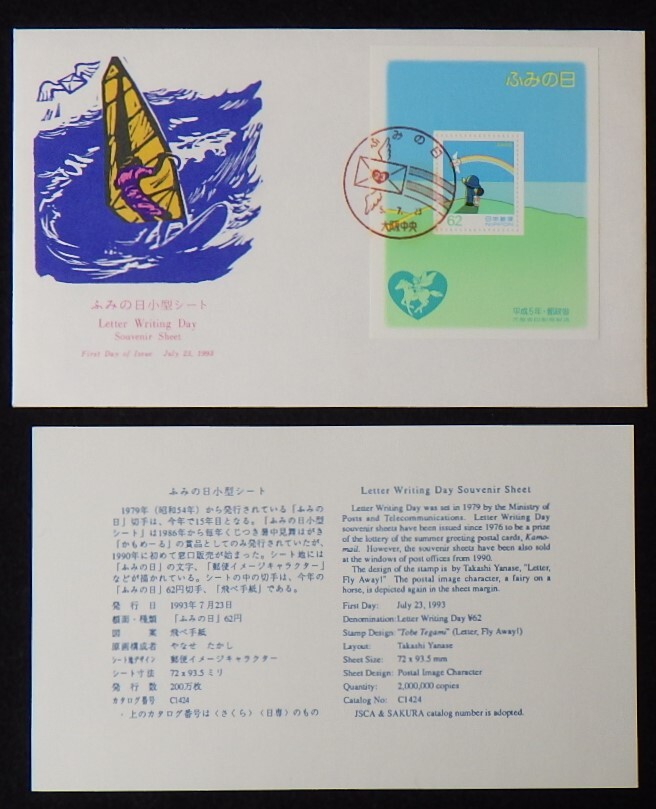 ふみの日小型シート
Letter Writing Day
Souvenir Sheet
First Day of Issue July 23, 1993
ふみの日
ふみの日
大阪中央
62
日本郵便
平成5年・郵政省
ふみの日小型シート
1979年(昭和54年)から発行されている「ふみの
日」切手は、今年で15年目となる。「ふみの日小型
シート」は1986年から毎年くじつき暑中見舞はがき
「かもめ〜る」の賞品としてのみ発行されていたが、
1990年に初めて窓口販売が始まった。シート地には
「ふみの日」の文字、「郵便イメージキャラクター」
などが描かれている。シートの中の切手は、今年の
「ふみの日」62円切手、「飛べ手紙」である。
発行日 1993年7月23日
額面・種類 「ふみの日」62円
図案 飛べ手紙
原画構成者 やなせ たかし
シート地デザイン 郵便イメージキャラクター
シート寸法 72 x 93.5 ミリ
発行数 200万枚
カタログ番号 C1424
・上のカタログ番号は〈さくら〉〈日専〉のもの
Letter Writing Day Souvenir Sheet
Letter Writing Day was set in 1979 by the Ministry of
Posts and Telecommunications. Letter Writing Day
souvenir sheets have been issued since 1976 to be a prize
of the lottery of the summer greeting postal cards, Kamo-
mail. However, the souvenir sheets have been also sold
at the windows of post offices from 1990.
The design of the stamp is by Takashi Yanase, "Letter,
Fly Away!" The postal image character, a fairy on a
horse, is depicted again in the sheet margin.
First Day: July 23, 1993
Denomination: Letter Writing Day ¥62
Stamp Design: "Tobe Tegami" (Letter, Fly Away!)
Layout: Takashi Yanase
Sheet Size: 72 x 93.5 mm
Sheet Design: Postal Image Character
Quantity: 2,000,000 copies
Catalog No.: C1424
JSCA & SAKURA catalog number is adopted.